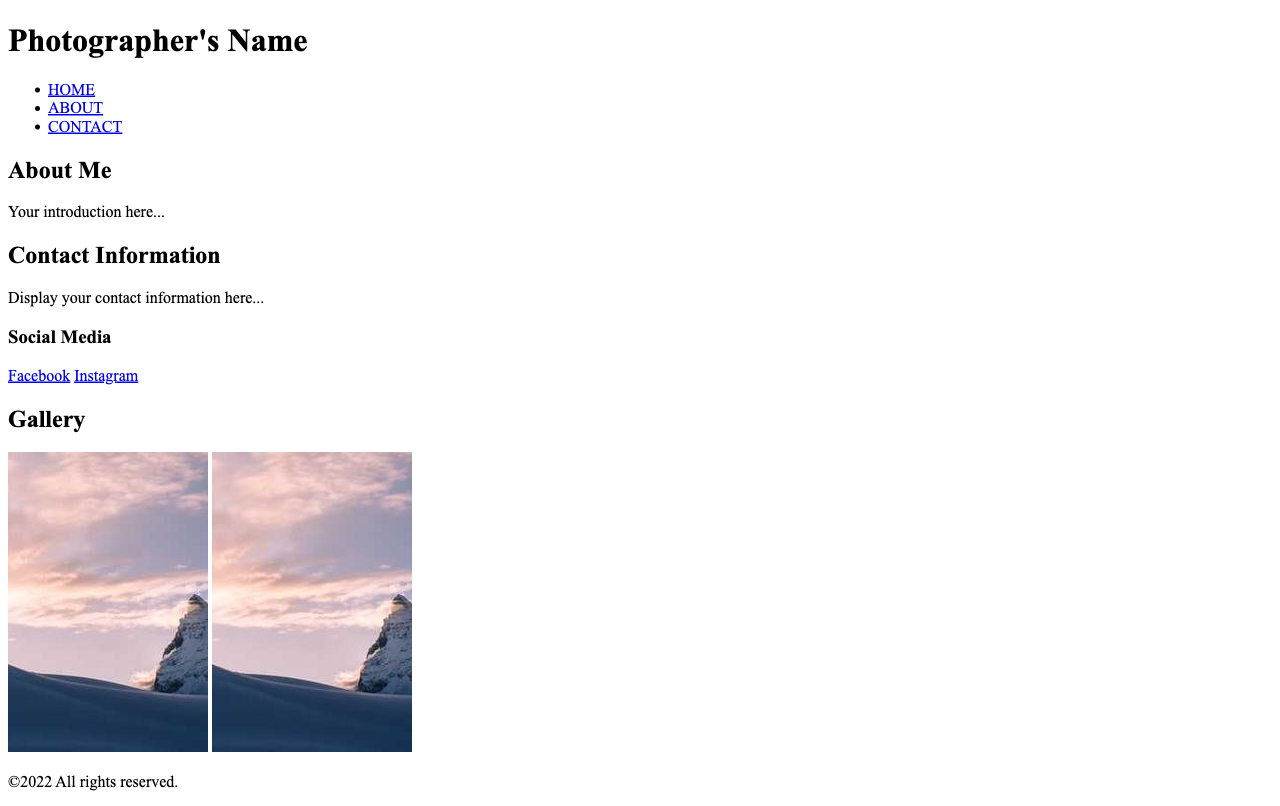 Photographer's Name
HOME
ABOUT
CONTACT
About Me
Your introduction here...
Contact Information
Display your contact information here...
Social Media
Facebook Instagram
Gallery
©2022 All rights reserved.